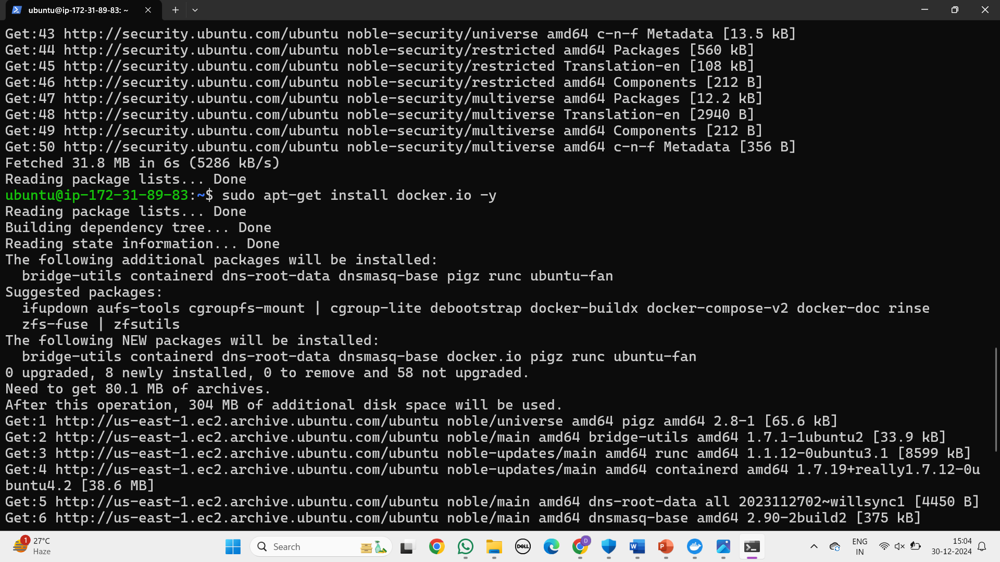 ubuntu@ip-172-31-89-83: ~
Get:43 http://security.ubuntu.com/ubuntu noble-security/universe amd64 c-n-f Metadata [13.5 kB]
Get:44 http://security.ubuntu.com/ubuntu noble-security/restricted amd64 Packages [560 kB]
Get:45 http://security.ubuntu.com/ubuntu noble-security/restricted Translation-en [108 kB]
Get:46 http://security.ubuntu.com/ubuntu noble-security/restricted amd64 Components [212 B]
Get:47 http://security.ubuntu.com/ubuntu noble-security/multiverse amd64 Packages [12.2 kB]
Get:48 http://security.ubuntu.com/ubuntu noble-security/multiverse Translation-en [2940 B]
Get:49 http://security.ubuntu.com/ubuntu noble-security/multiverse amd64 Components [212 B]
Get:50 http://security.ubuntu.com/ubuntu noble-security/multiverse amd64 c-n-f Metadata [356 B]
Fetched 31.8 MB in 6s (5286 kB/s)
Reading package lists... Done
ubuntu@ip-172-31-89-83:~$ sudo apt-get install docker.io -y
Reading package lists... Done
Building dependency tree... Done
Reading state information... Done
The following additional packages will be installed:
  bridge-utils containerd dns-root-data dnsmasq-base pigz runc ubuntu-fan
Suggested packages:
  ifupdown aufs-tools cgroupfs-mount | cgroup-lite debootstrap docker-buildx docker-compose-v2 docker-doc rinse
  zfs-fuse | zfsutils
The following NEW packages will be installed:
  bridge-utils containerd dns-root-data dnsmasq-base docker.io pigz runc ubuntu-fan
0 upgraded, 8 newly installed, 0 to remove and 58 not upgraded.
Need to get 80.1 MB of archives.
After this operation, 304 MB of additional disk space will be used.
Get:1 http://us-east-1.ec2.archive.ubuntu.com/ubuntu noble/universe amd64 pigz amd64 2.8-1 [65.6 kB]
Get:2 http://us-east-1.ec2.archive.ubuntu.com/ubuntu noble/main amd64 bridge-utils amd64 1.7.1-1ubuntu2 [33.9 kB]
Get:3 http://us-east-1.ec2.archive.ubuntu.com/ubuntu noble-updates/main amd64 runc amd64 1.1.12-0ubuntu3.1 [8599 kB]
Get:4 http://us-east-1.ec2.archive.ubuntu.com/ubuntu noble-updates/main amd64 containerd amd64 1.7.19+really1.7.12-0u
buntu4.2 [38.6 MB]
Get:5 http://us-east-1.ec2.archive.ubuntu.com/ubuntu noble/main amd64 dns-root-data all 2023112702~willsync1 [4450 B]
Get:6 http://us-east-1.ec2.archive.ubuntu.com/ubuntu noble/main amd64 dnsmasq-base amd64 2.90-2build2 [375 kB]
1
27°C
Haze
Search
DELL
D
W
P
ENG
IN
15:04
30-12-2024